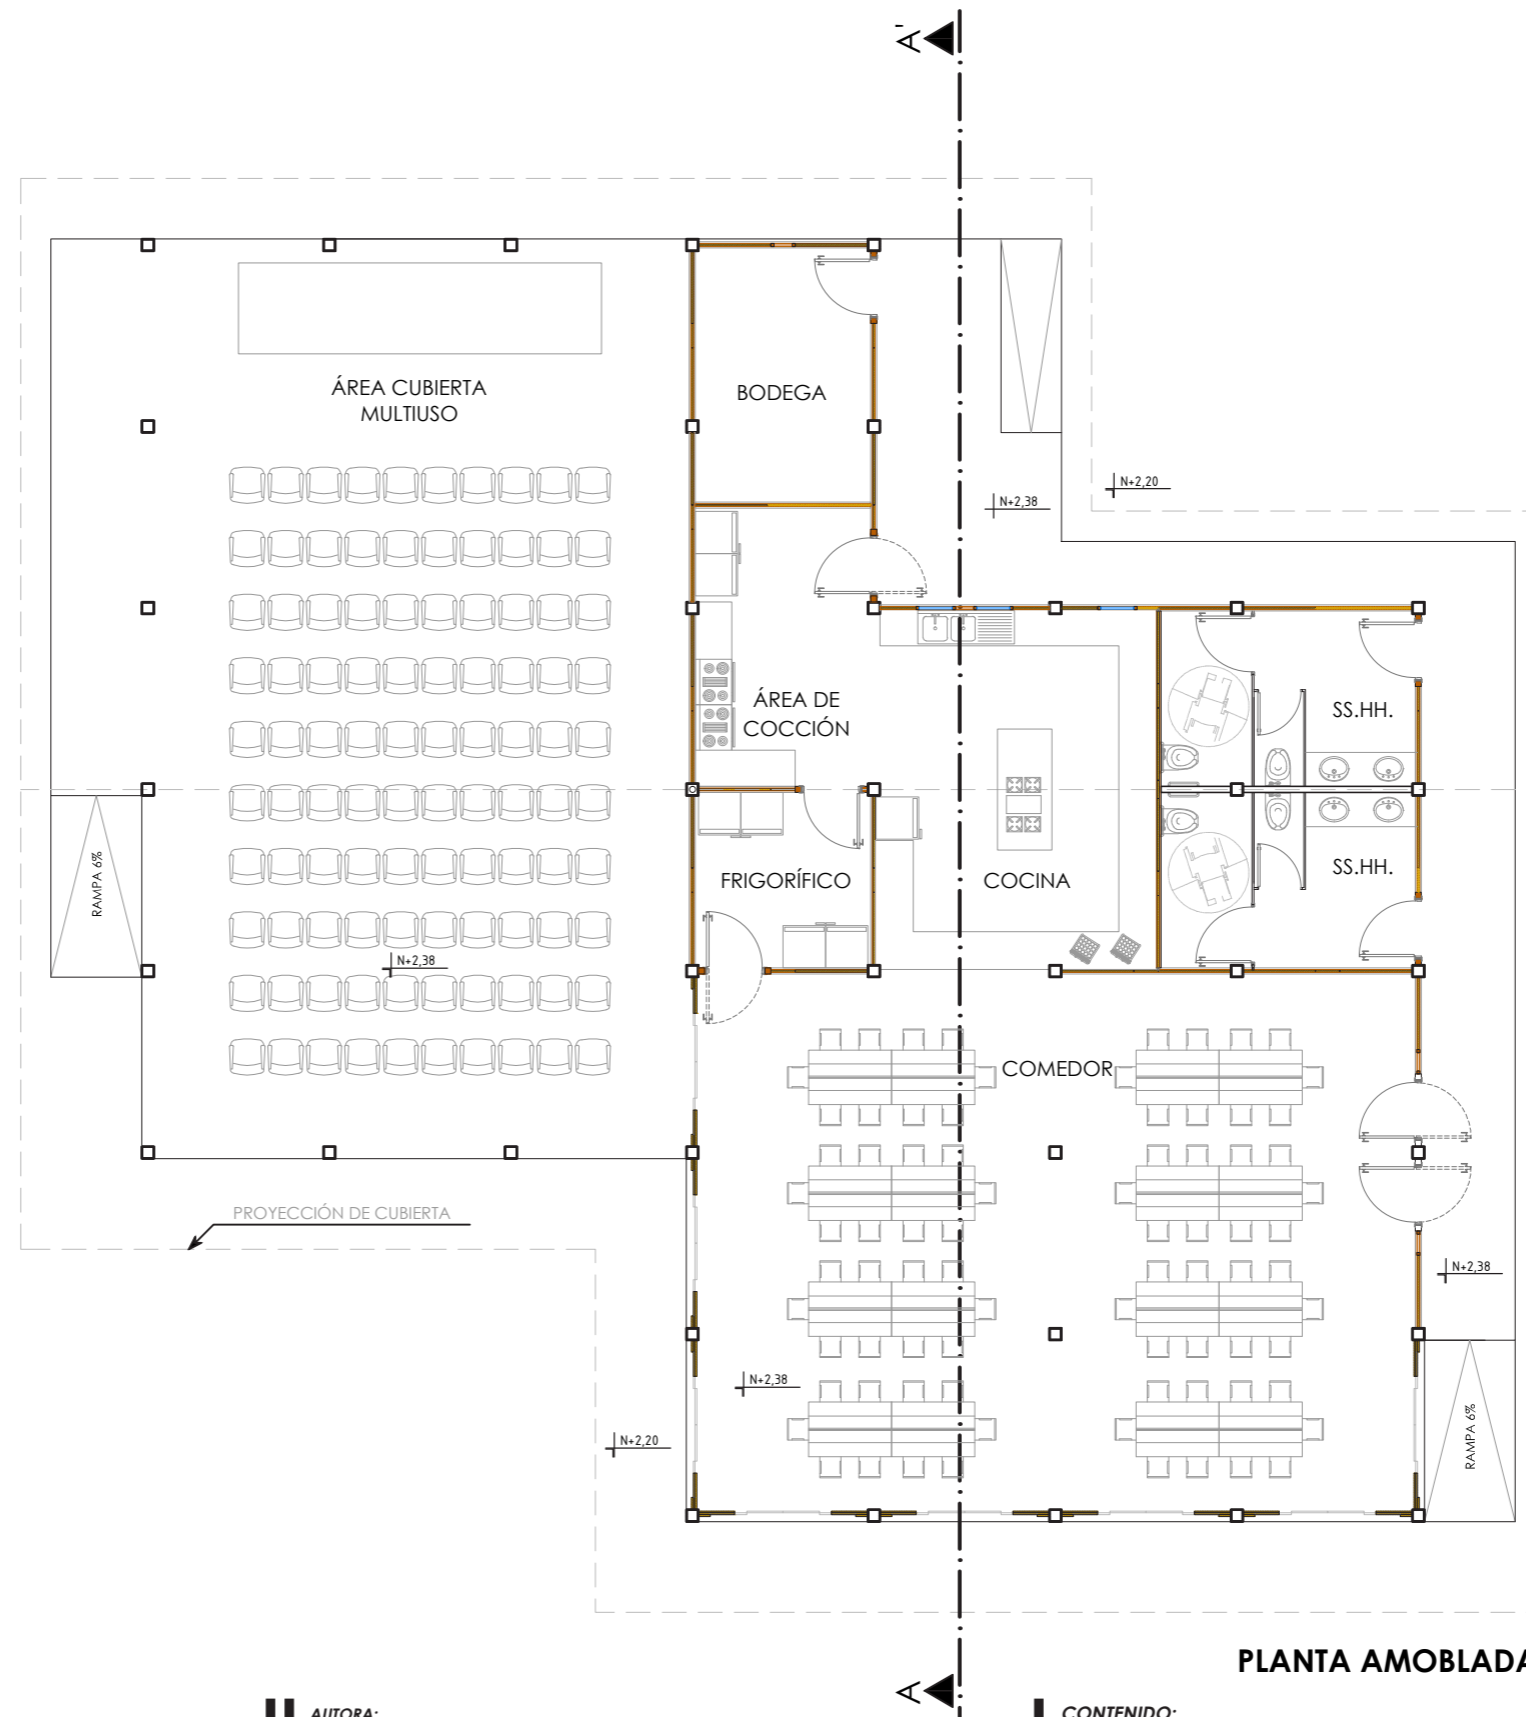 A'
ÁREA CUBIERTA
MULTIUSO
BODEGA
N+2,20
N+2,38
ÁREA DE
COCCIÓN
SS.HH.
RAMPA 6%
FRIGORÍFICO
COCINA
SS.HH.
N+2,38
COMEDOR
PROYECCIÓN DE CUBIERTA
N+2,38
N+2,38
N+2,20
RAMPA 6%
PLANTA AMOBLADA
A
AUTORA:
CONTENIDO: